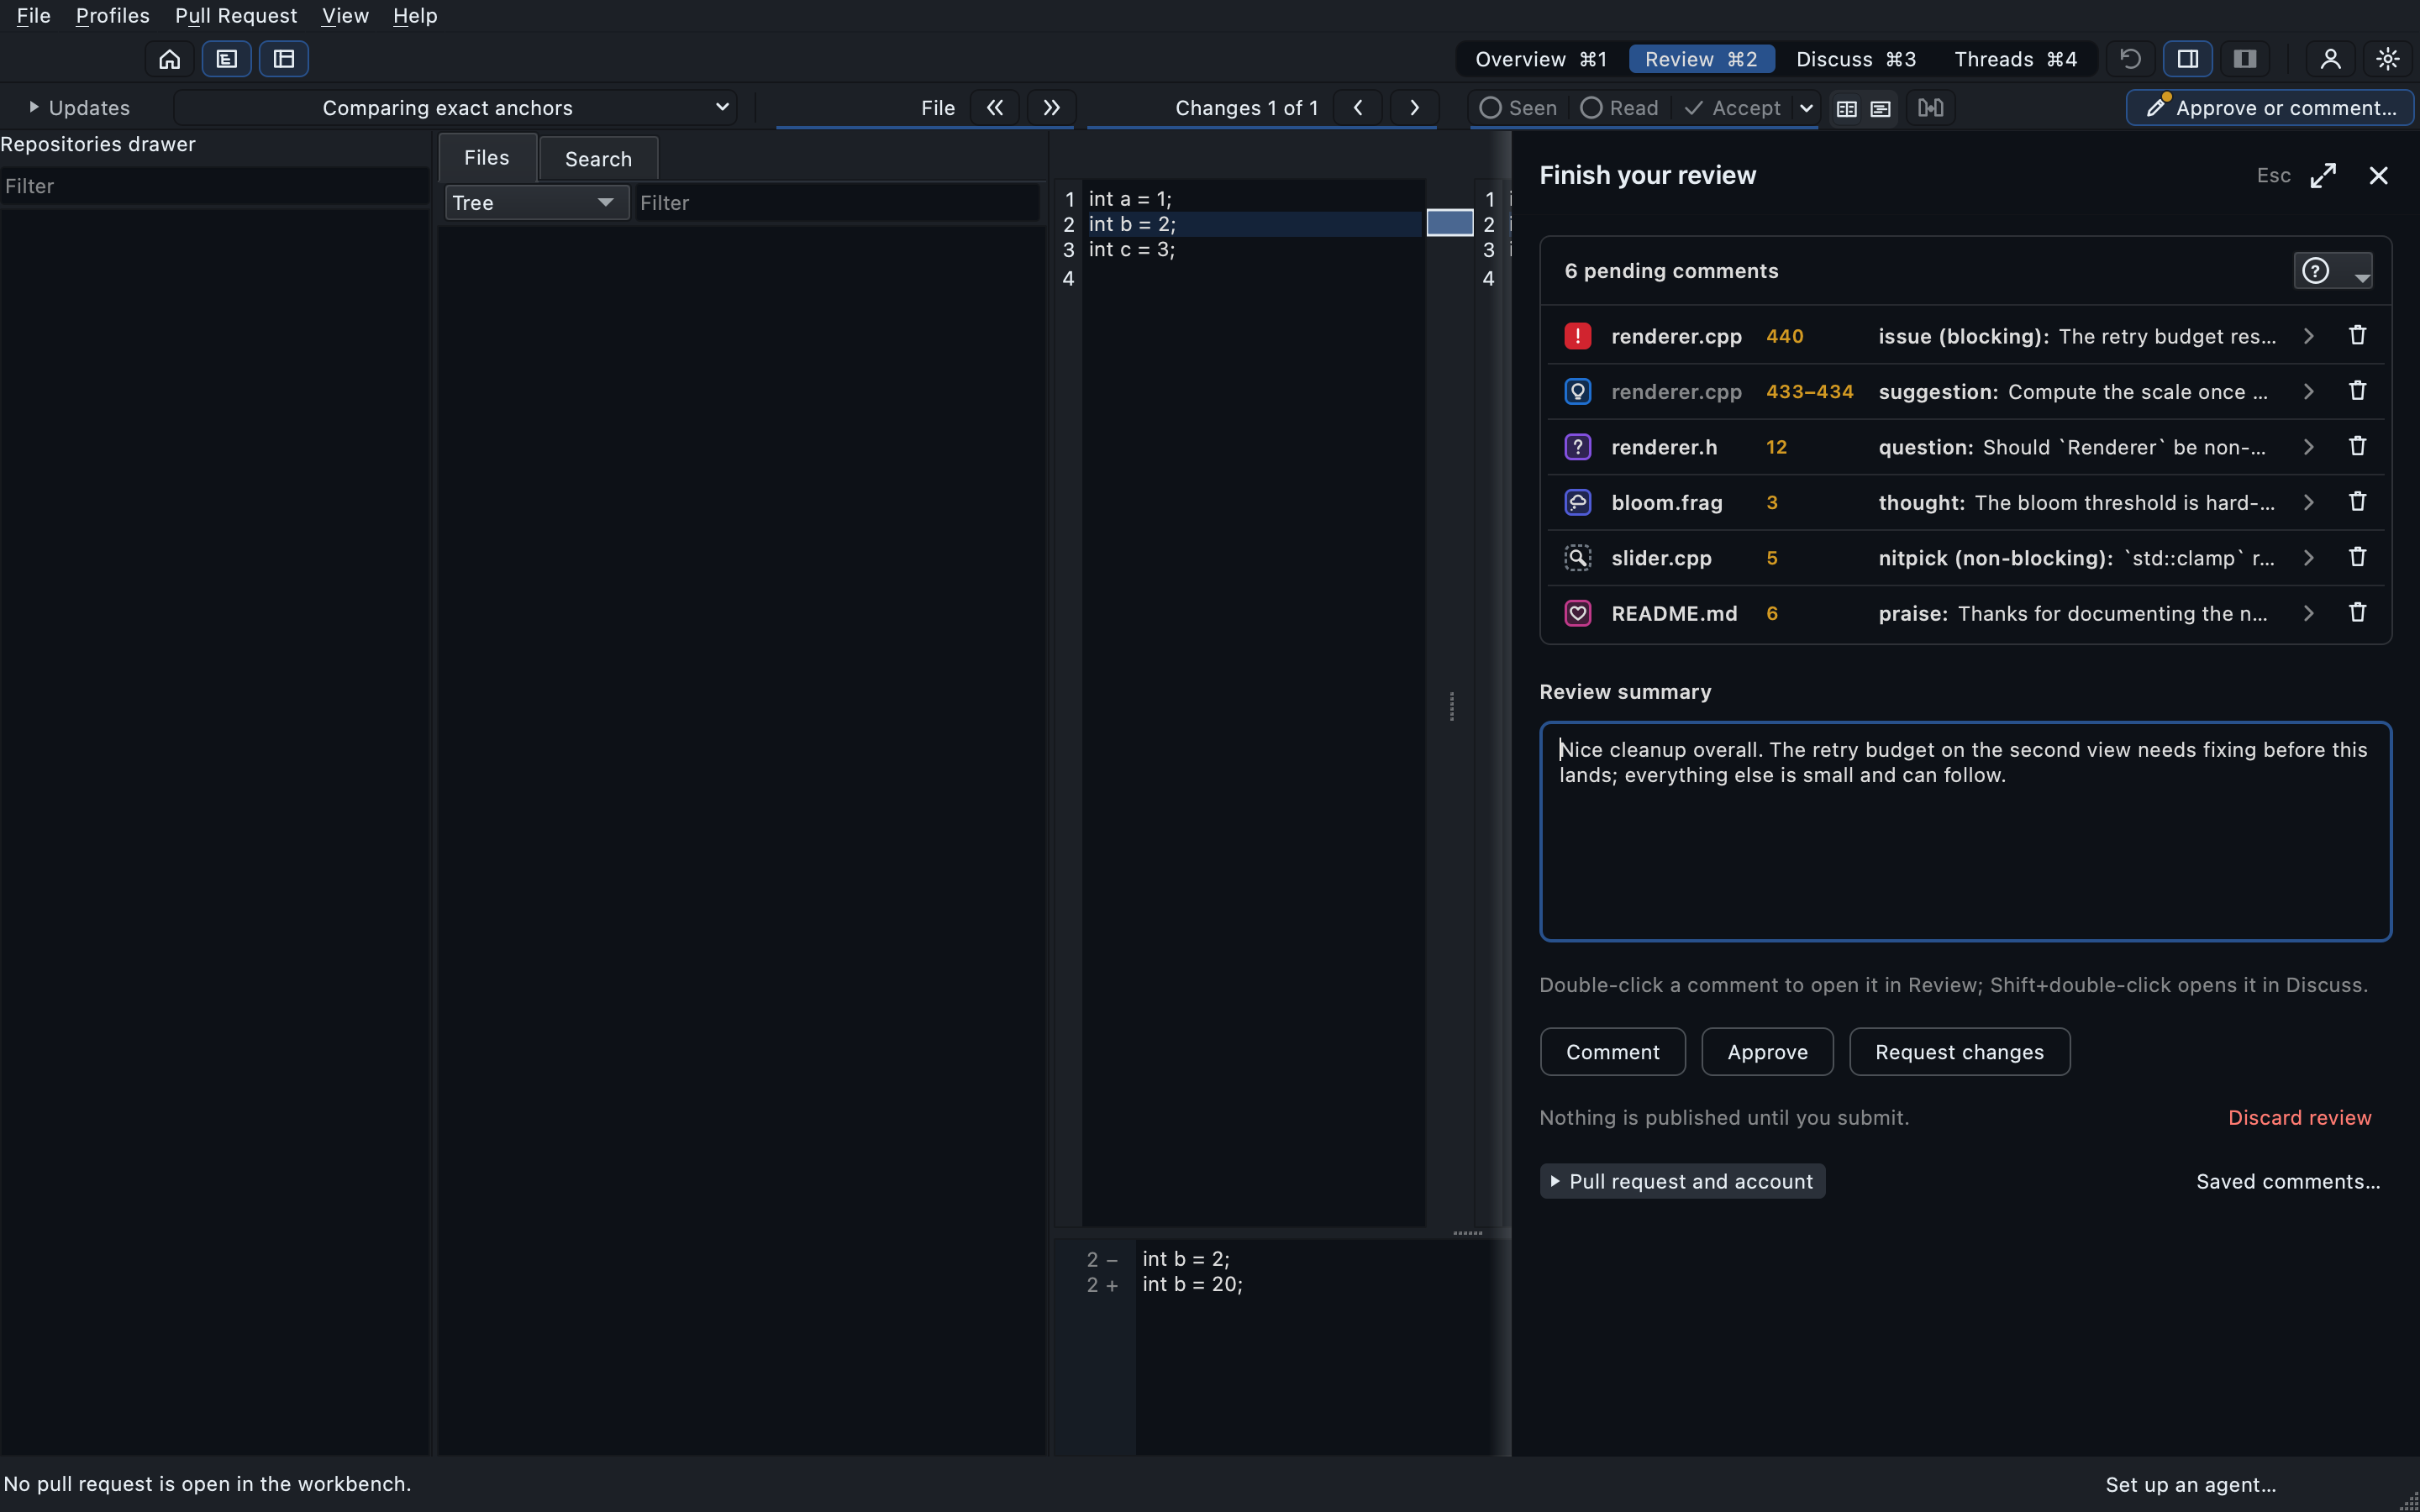 File Profiles Pull Request View Help
Overview ⌘1 Review ⌘2 Discuss ⌘3 Threads ⌘4
Updates Comparing exact anchors File Changes 1 of 1 Seen Read Accept Approve or comment...
Repositories drawer
Filter
Files Search
Tree Filter
1 int a = 1;
2 int b = 2;
3 int c = 3;
4
1
2
3
4
2 – int b = 2;
2 + int b = 20;
Finish your review Esc
6 pending comments
renderer.cpp 440 issue (blocking): The retry budget res...
renderer.cpp 433–434 suggestion: Compute the scale once ...
renderer.h 12 question: Should `Renderer` be non-...
bloom.frag 3 thought: The bloom threshold is hard-...
slider.cpp 5 nitpick (non-blocking): `std::clamp` r...
README.md 6 praise: Thanks for documenting the n...
Review summary
Nice cleanup overall. The retry budget on the second view needs fixing before this
lands; everything else is small and can follow.
Double-click a comment to open it in Review; Shift+double-click opens it in Discuss.
Comment Approve Request changes
Nothing is published until you submit. Discard review
Pull request and account Saved comments...
No pull request is open in the workbench. Set up an agent...